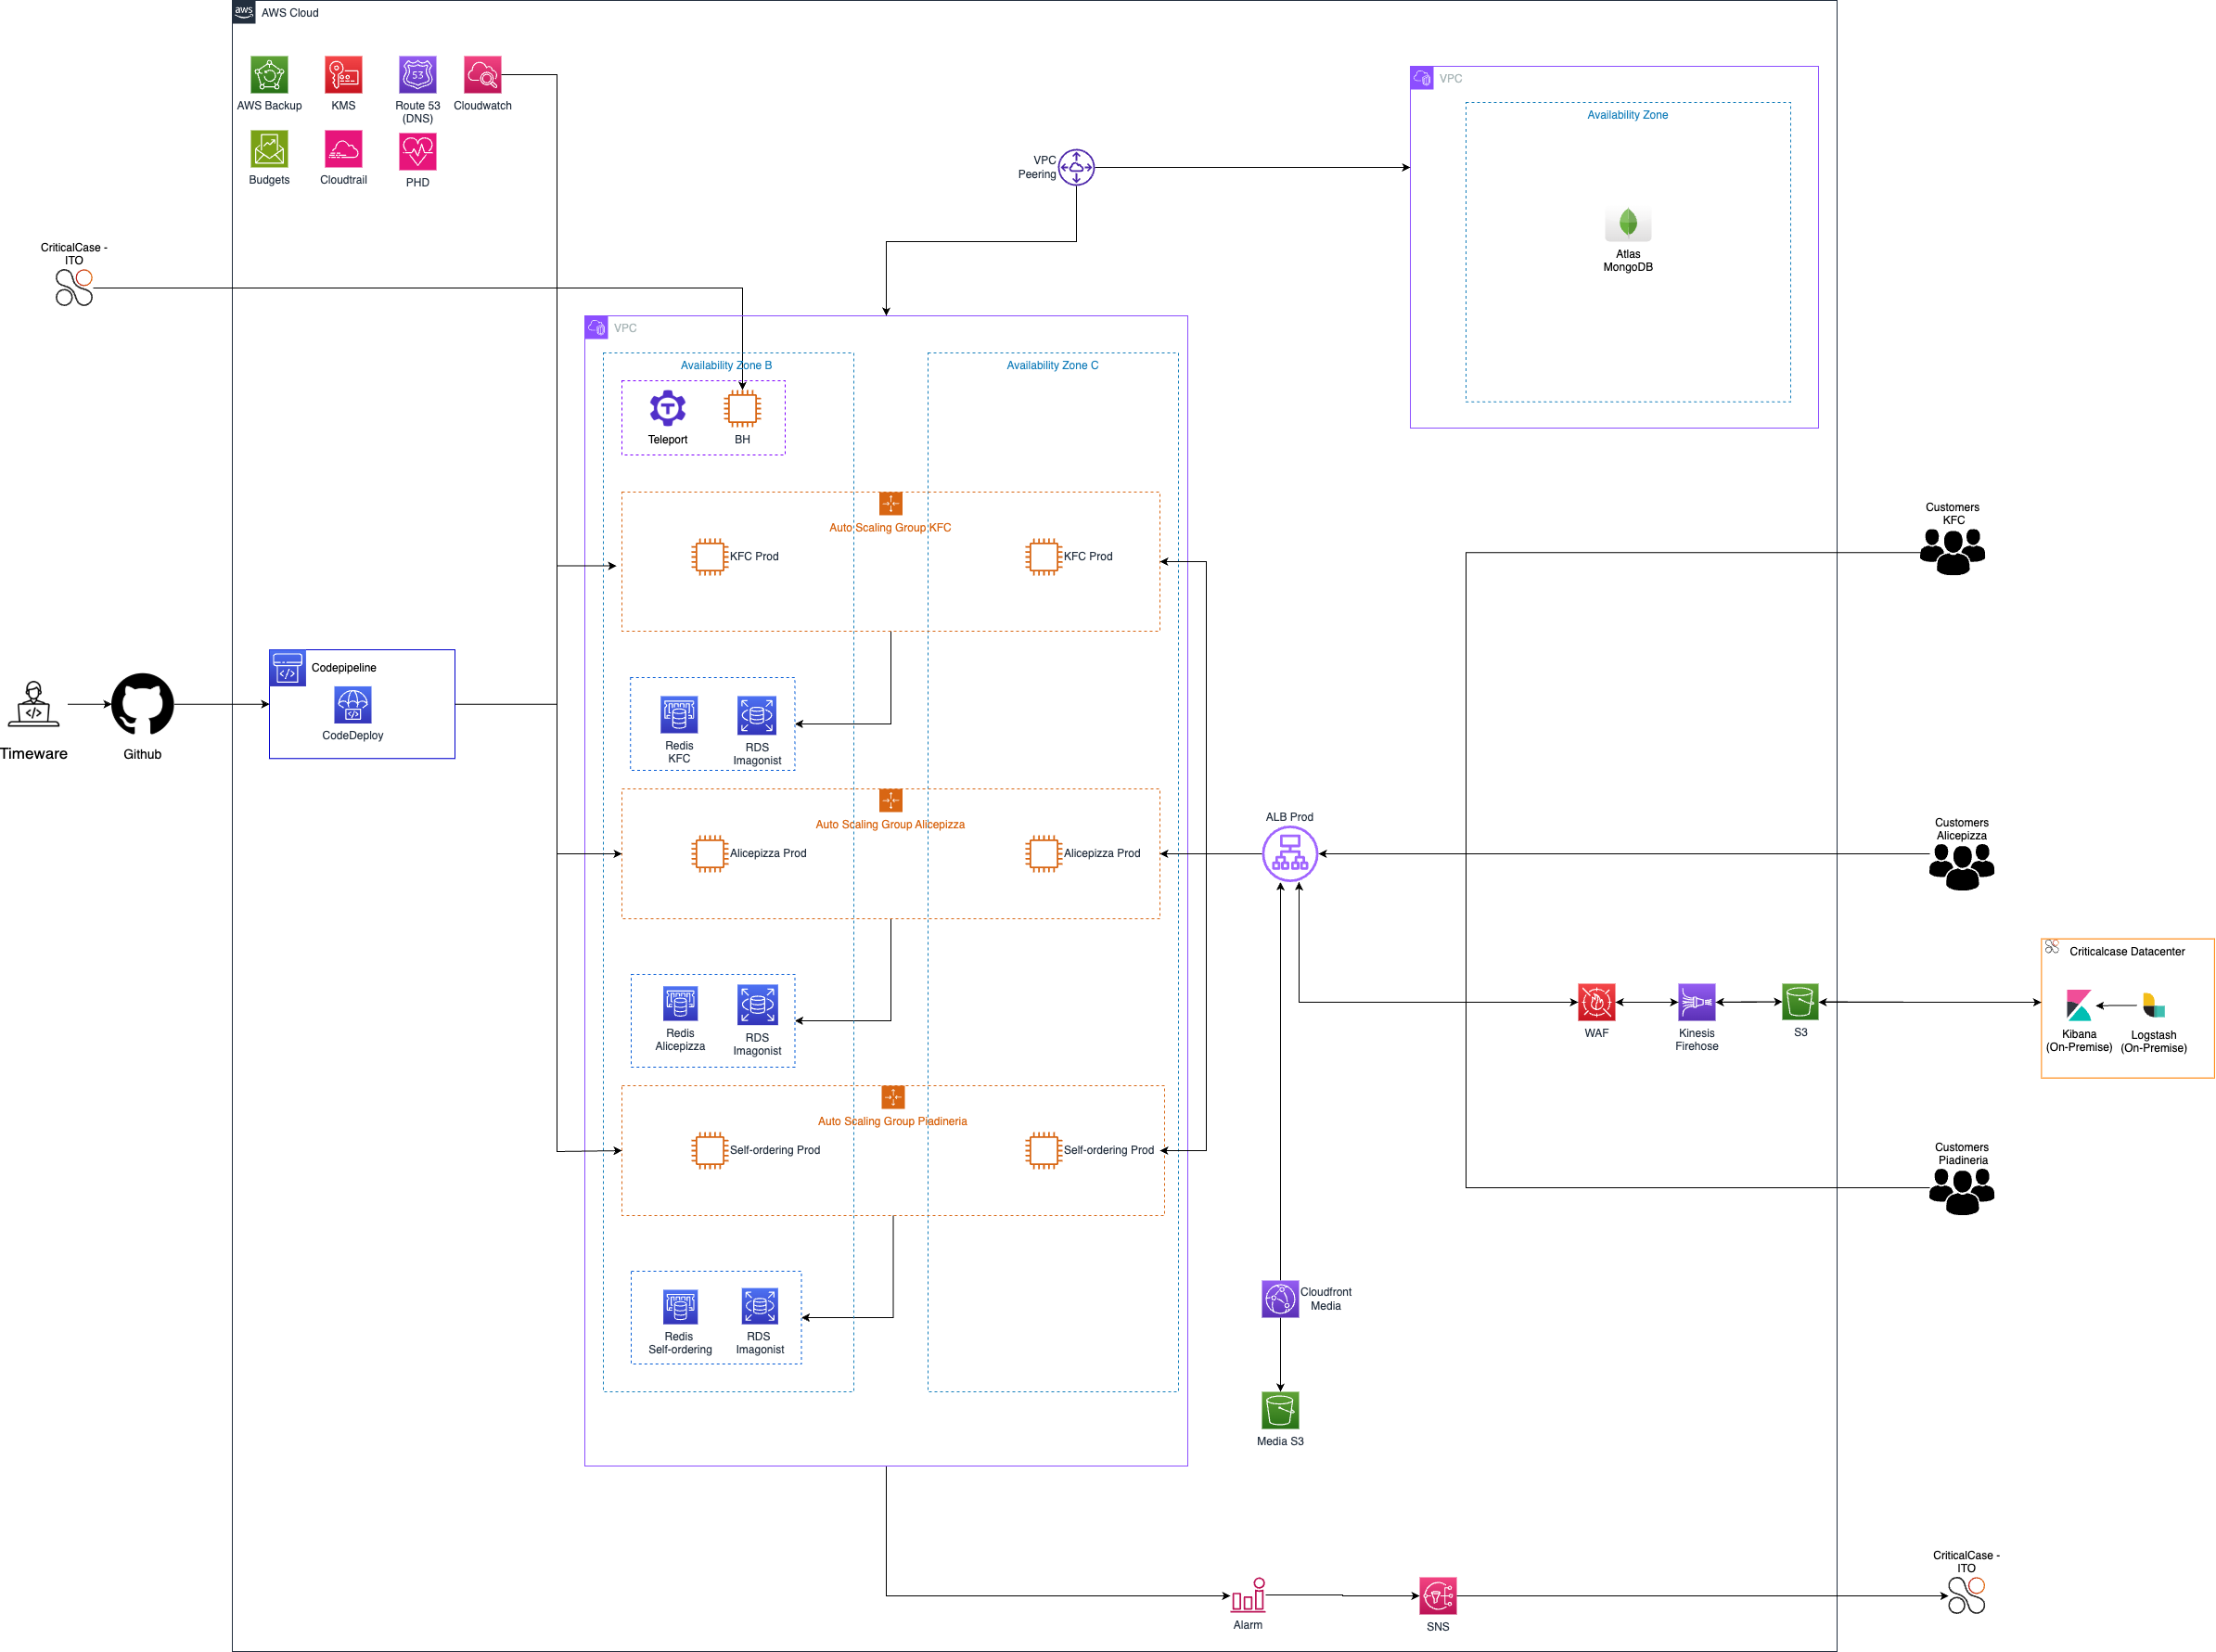 aws
AWS Cloud
AWS Backup
KMS
Route 53
(DNS)
53
Cloudwatch
Budgets
Cloudtrail
PHD
VPC
Availability Zone
Atlas
MongoDB
VPC
Peering
CriticalCase -
ITO
VPC
Availability Zone B
Availability Zone C
T
Teleport
BH
Auto Scaling Group KFC
KFC Prod
KFC Prod
Customers
KFC
Timeware
Github
Codepipeline
CodeDeploy
Redis
KFC
RDS
Imagonist
Auto Scaling Group Alicepizza
Alicepizza Prod
Alicepizza Prod
ALB Prod
Customers
Alicepizza
Redis
Alicepizza
RDS
Imagonist
WAF
Kinesis
Firehose
S3
Criticalcase Datacenter
Kibana
(On-Premise)
Logstash
(On-Premise)
Auto Scaling Group Piadineria
Self-ordering Prod
Self-ordering Prod
Customers
Piadineria
Redis
Self-ordering
RDS
Imagonist
Cloudfront
Media
Media S3
Alarm
SNS
CriticalCase -
ITO